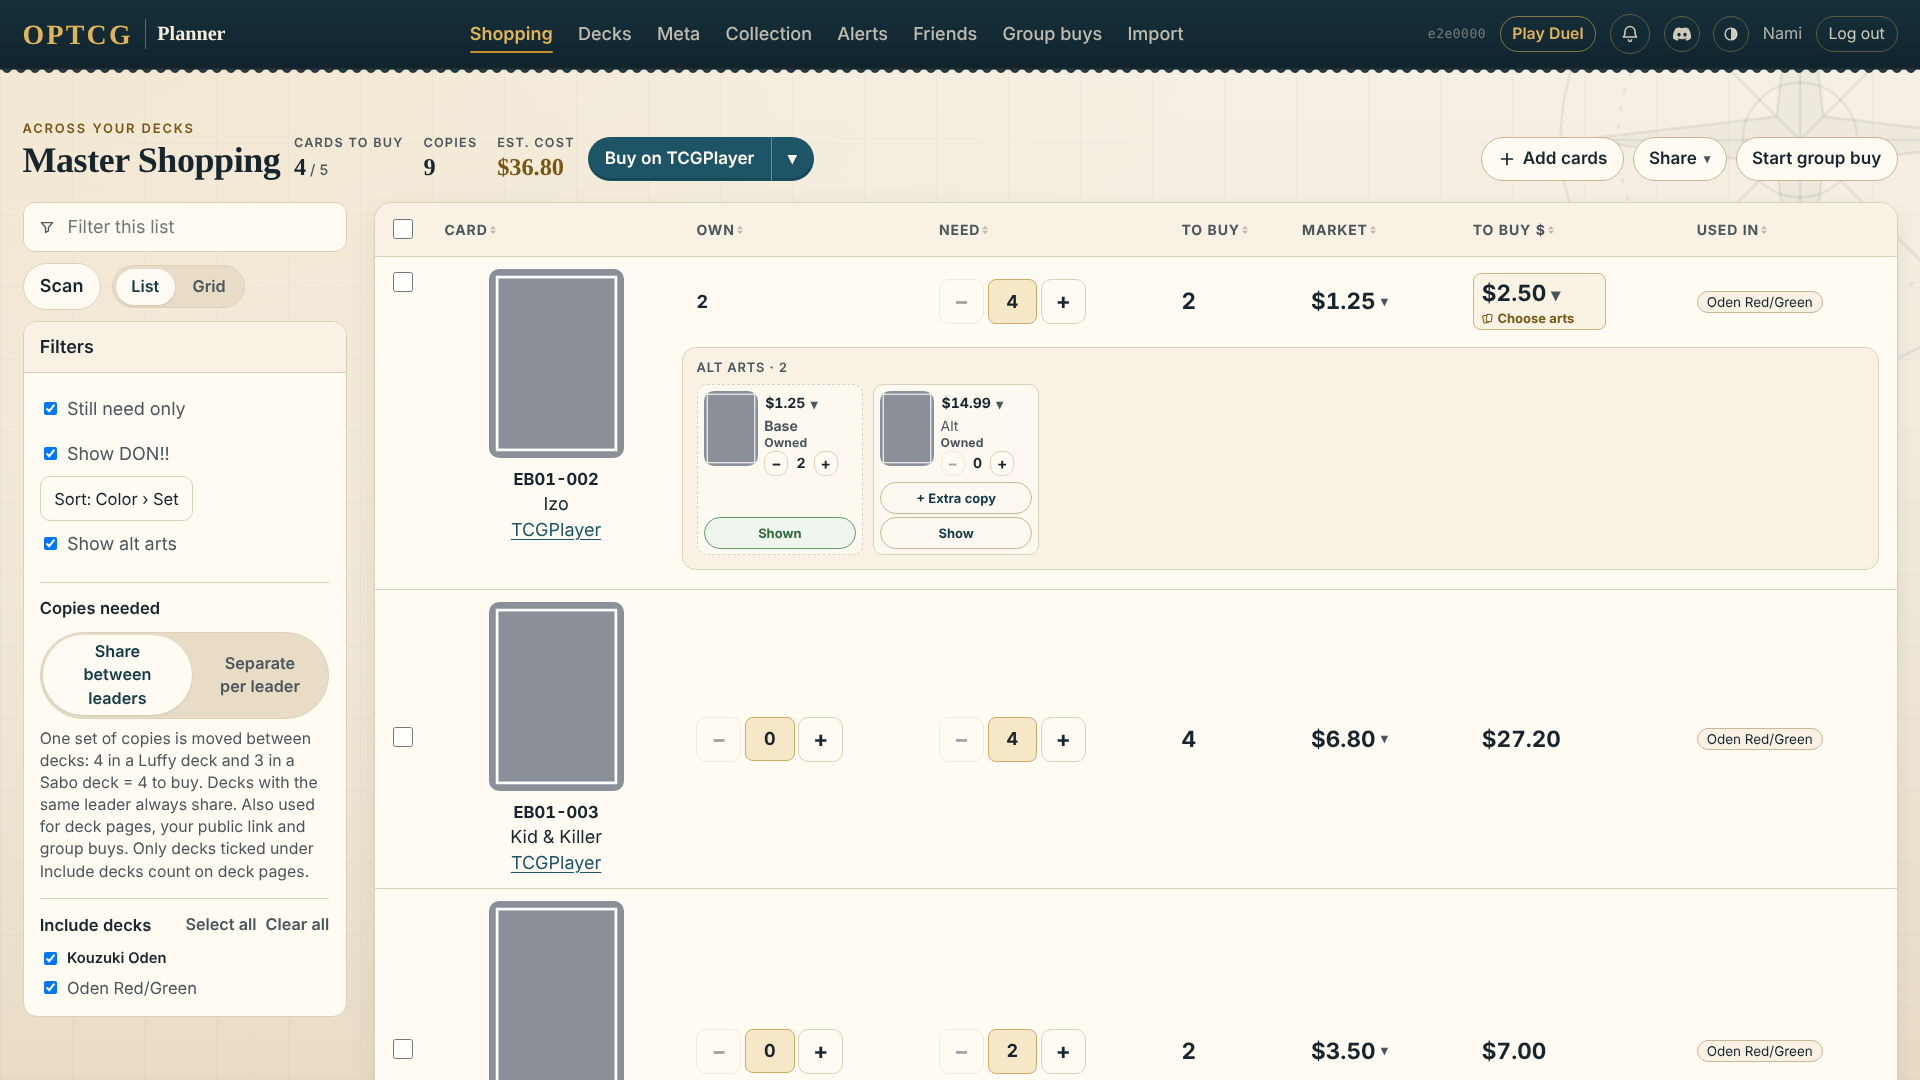 OPTCG Planner
Shopping Decks Meta Collection Alerts Friends Group buys Import
e2e0000 Play Duel Nami Log out
ACROSS YOUR DECKS
Master Shopping
CARDS TO BUY COPIES EST. COST
4 / 5 9 $36.80
Buy on TCGPlayer ▼
+ Add cards Share ▾ Start group buy
Filter this list
Scan List Grid
Filters
Still need only
Show DON!!
Sort: Color › Set
Show alt arts
Copies needed
Share
between
leaders
Separate
per leader
One set of copies is moved between
decks: 4 in a Luffy deck and 3 in a
Sabo deck = 4 to buy. Decks with the
same leader always share. Also used
for deck pages, your public link and
group buys. Only decks ticked under
Include decks count on deck pages.
Include decks Select all Clear all
Kouzuki Oden
Oden Red/Green
CARD OWN NEED TO BUY MARKET TO BUY $ USED IN
2 − 4 + 2 $1.25 ▾ $2.50 ▾ Oden Red/Green
Choose arts
EB01-002
Izo
TCGPlayer
ALT ARTS · 2
$1.25 ▾
Base
Owned
− 2 +
Shown
$14.99 ▾
Alt
Owned
− 0 +
+ Extra copy
Show
− 0 + − 4 + 4 $6.80 ▾ $27.20 Oden Red/Green
EB01-003
Kid & Killer
TCGPlayer
− 0 + − 2 + 2 $3.50 ▾ $7.00 Oden Red/Green